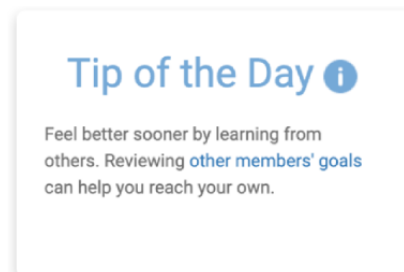 Tip of the Day i
Feel better sooner by learning from
others. Reviewing other members' goals
can help you reach your own.